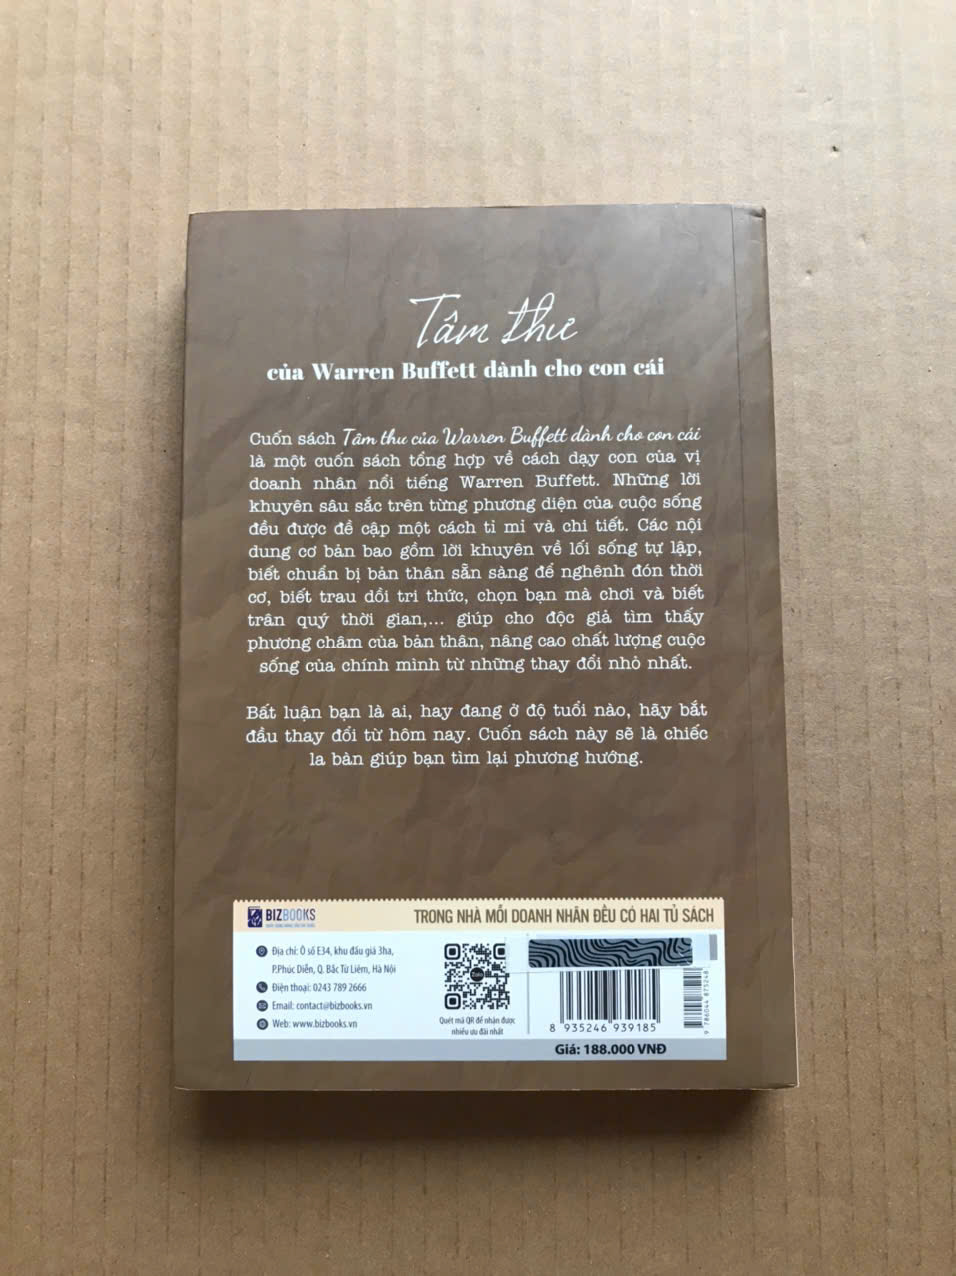 Tâm thư
của Warren Buffett dành cho con cái
Cuốn sách Tâm thư của Warren Buffett dành cho con cái
là một cuốn sách tổng hợp về cách dạy con của vị
doanh nhân nổi tiếng Warren Buffett. Những lời
khuyên sâu sắc trên từng phương diện của cuộc sống
đều được đề cập một cách tỉ mỉ và chi tiết. Các nội
dung cơ bản bao gồm lời khuyên về lối sống tự lập,
biết chuẩn bị bản thân sẵn sàng để nghênh đón thời
cơ, biết trau dồi tri thức, chọn bạn mà chơi và biết
trân quý thời gian,... giúp cho độc giả tìm thấy
phương châm của bản thân, nâng cao chất lượng cuộc
sống của chính mình từ những thay đổi nhỏ nhất.
Bất luận bạn là ai, hay đang ở độ tuổi nào, hãy bắt
đầu thay đổi từ hôm nay. Cuốn sách này sẽ là chiếc
la bàn giúp bạn tìm lại phương hướng.
BIZBOOKS
TRONG NHÀ MỖI DOANH NHÂN ĐỀU CÓ HAI TỦ SÁCH
Địa chỉ: Ô số E34, khu đấu giá 3ha,
P.Phúc Diễn, Q. Bắc Từ Liêm, Hà Nội
Điện thoại: 0243 789 2666
Email: contact@bizbooks.vn
Web: www.bizbooks.vn
Zalo
Quét mã QR để nhận được
nhiều ưu đãi nhất
8 935246 939185
9 786044 875248
Giá: 188.000 VNĐ